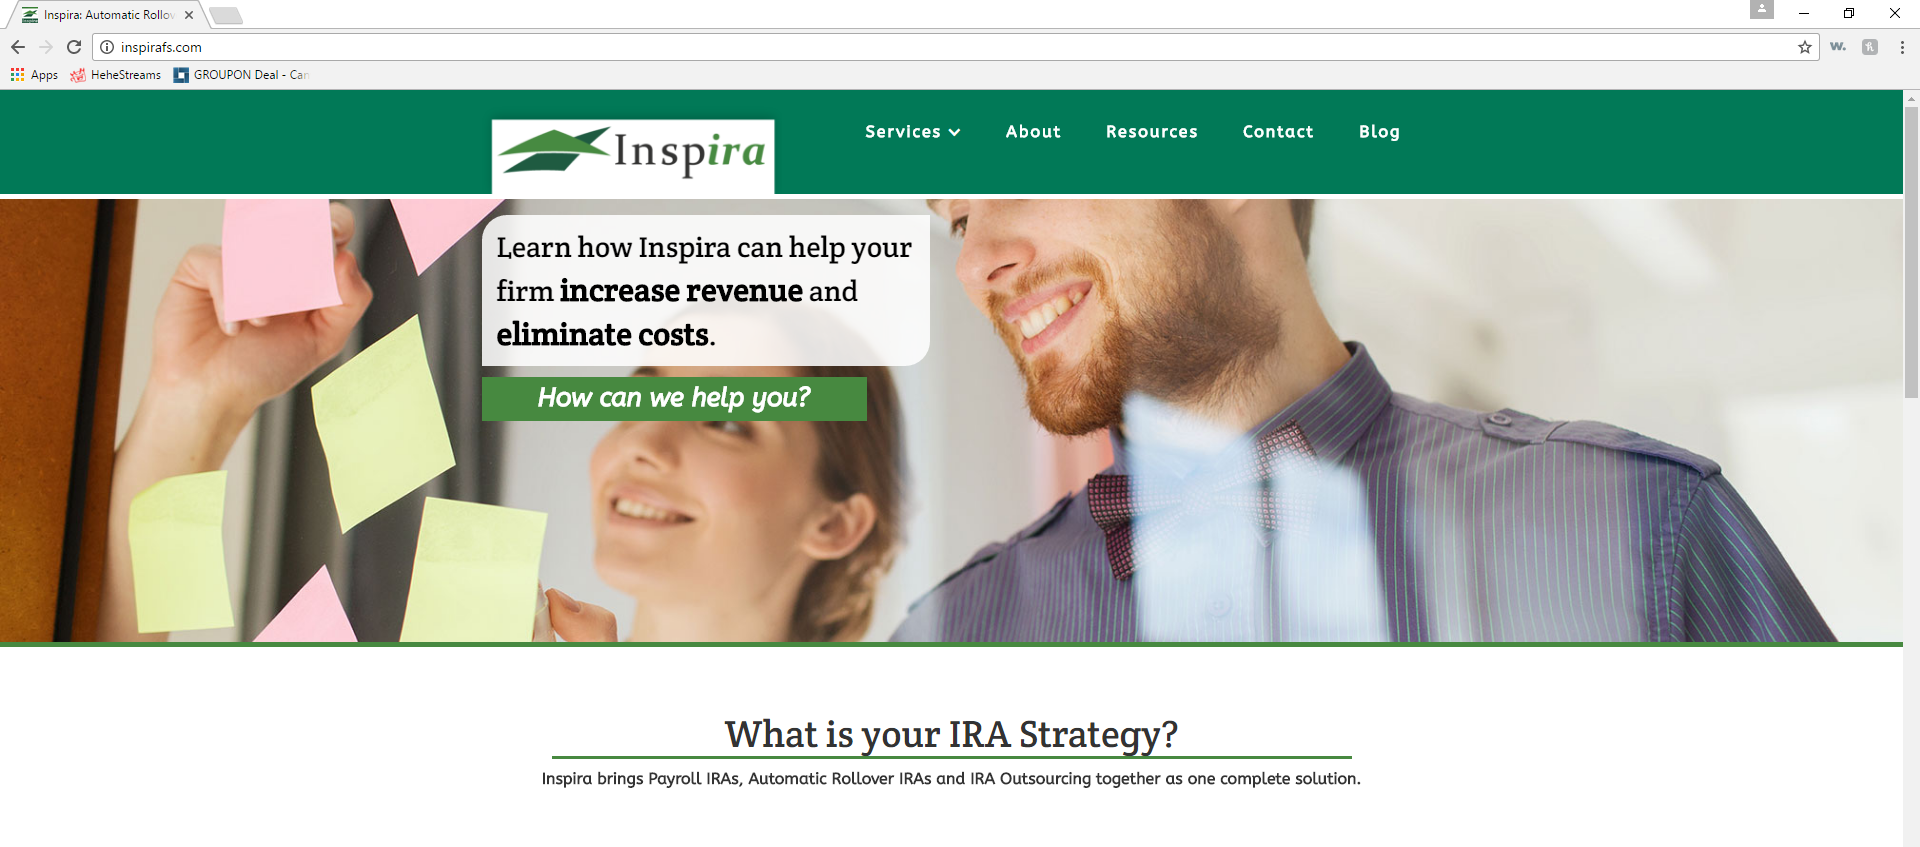 Inspira: Automatic Rollov
inspirafs.com
Apps HeheStreams GROUPON Deal - Can
Inspira
Services About Resources Contact Blog
Learn how Inspira can help your
firm increase revenue and
eliminate costs.
How can we help you?
What is your IRA Strategy?
Inspira brings Payroll IRAs, Automatic Rollover IRAs and IRA Outsourcing together as one complete solution.